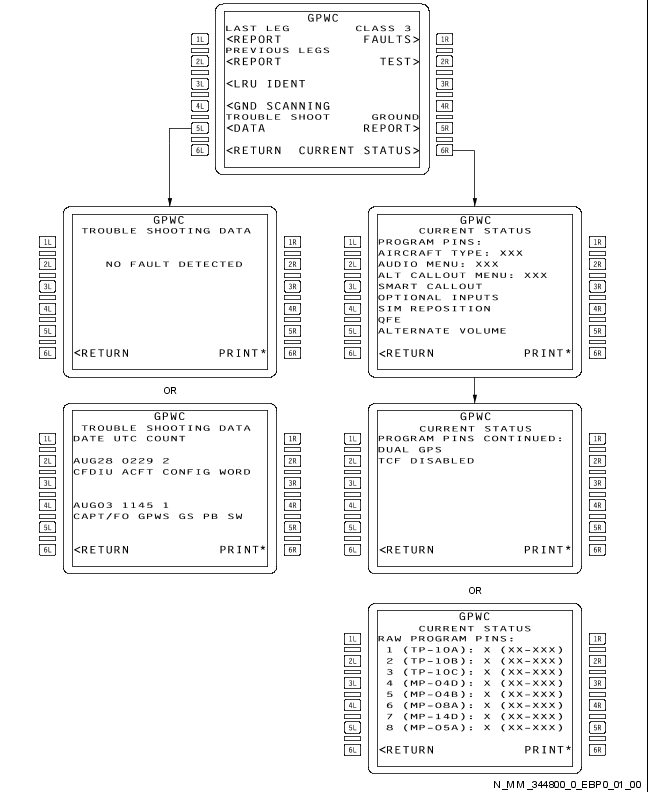 GPWC
LAST LEG CLASS 3
1L <REPORT FAULTS> 1R
PREVIOUS LEGS
2L <REPORT TEST> 2R
3L <LRU IDENT 3R
4L <GND SCANNING 4R
TROUBLE SHOOT GROUND
5L <DATA REPORT> 5R
6L <RETURN CURRENT STATUS> 6R
GPWC
TROUBLE SHOOTING DATA
1L 1R
2L NO FAULT DETECTED 2R
3L 3R
4L 4R
5L 5R
6L <RETURN PRINT* 6R
OR
GPWC
TROUBLE SHOOTING DATA
1L DATE UTC COUNT 1R
2L AUG28 0229 2 2R
CFDIU ACFT CONFIG WORD
3L 3R
4L AUG03 1145 1 4R
CAPT/FO GPWS GS PB SW
5L 5R
6L <RETURN PRINT* 6R
GPWC
CURRENT STATUS
1L PROGRAM PINS: 1R
AIRCRAFT TYPE: XXX
2L AUDIO MENU: XXX 2R
ALT CALLOUT MENU: XXX
3L SMART CALLOUT 3R
OPTIONAL INPUTS
4L SIM REPOSITION 4R
QFE
5L ALTERNATE VOLUME 5R
6L <RETURN PRINT* 6R
GPWC
CURRENT STATUS
1L PROGRAM PINS CONTINUED: 1R
DUAL GPS
2L TCF DISABLED 2R
3L 3R
4L 4R
5L 5R
6L <RETURN PRINT* 6R
OR
GPWC
CURRENT STATUS
1L RAW PROGRAM PINS: 1R
1 (TP-10A): X (XX-XXX)
2L 2 (TP-10B): X (XX-XXX) 2R
3 (TP-10C): X (XX-XXX)
3L 4 (MP-04D): X (XX-XXX) 3R
5 (MP-04B): X (XX-XXX)
4L 6 (MP-08A): X (XX-XXX) 4R
7 (MP-14D): X (XX-XXX)
5L 8 (MP-05A): X (XX-XXX) 5R
6L <RETURN PRINT* 6R
N_MM_344800_0_EBP0_01_00